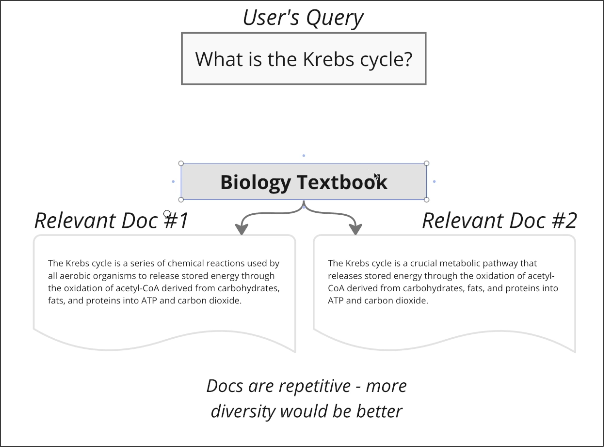 User's Query
What is the Krebs cycle?
Biology Textbook
Relevant Doc #1
Relevant Doc #2
The Krebs cycle is a series of chemical reactions used by
all aerobic organisms to release stored energy through
the oxidation of acetyl-CoA derived from carbohydrates,
fats, and proteins into ATP and carbon dioxide.
The Krebs cycle is a crucial metabolic pathway that
releases stored energy through the oxidation of acetyl-
CoA derived from carbohydrates, fats, and proteins into
ATP and carbon dioxide.
Docs are repetitive - more
diversity would be better